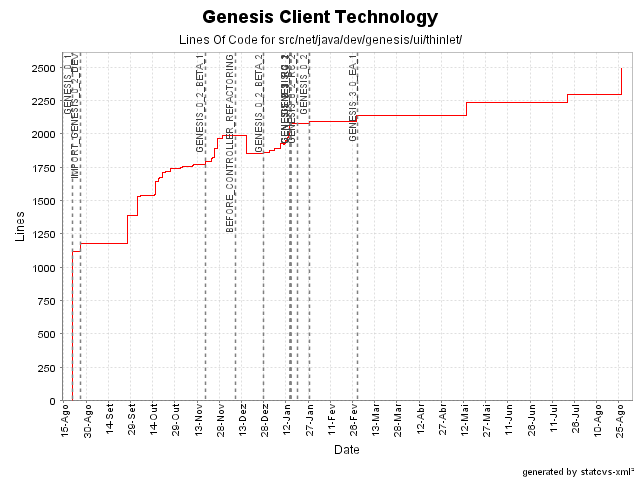 Genesis Client Technology
Lines Of Code for src/net/java/dev/genesis/ui/thinlet/
Lines
2500
2250
2000
1750
1500
1250
1000
750
500
250
0
GENESIS_0_1
IMPORT_GENESIS_0_2_DEV
GENESIS_0_2_BETA_1
BEFORE_CONTROLLER_REFACTORING
GENESIS_0_2_BETA_2
GENESIS_0_2
GENESIS_3_0_EA_1
15-Ago
30-Ago
14-Set
29-Set
14-Out
29-Out
13-Nov
28-Nov
13-Dez
28-Dez
12-Jan
27-Jan
11-Fev
26-Fev
13-Mar
28-Mar
12-Abr
27-Abr
12-Mai
27-Mai
11-Jun
26-Jun
11-Jul
26-Jul
10-Ago
25-Ago
Date
generated by statcvs-xml²